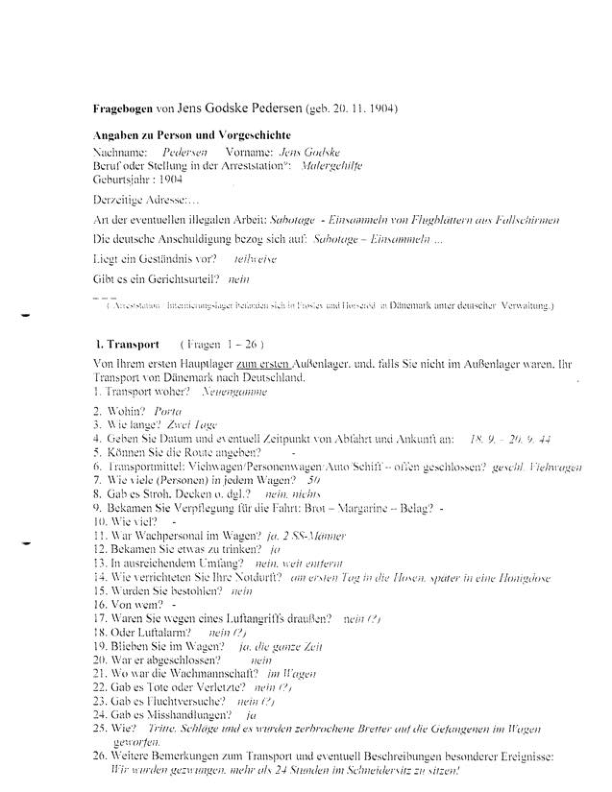 Fragebogen von Jens Godske Pedersen (geb. 20. 11. 1904)
Angaben zu Person und Vorgeschichte
Nachname: Pedersen Vorname: Jens Godske
Beruf oder Stellung in der Arreststation*: Malergehilfe
Geburtsjahr : 1904
Derzeitige Adresse:...
Art der eventuellen illegalen Arbeit: Sabotage - Einsammeln von Flugblättern aus Fallschirmen
Die deutsche Anschuldigung bezog sich auf: Sabotage – Einsammeln ...
Liegt ein Geständnis vor? teilweise
Gibt es ein Gerichtsurteil? nein
( Arreststation Internierungslager befanden sich in Froslev und Horserød in Dänemark unter deutscher Verwaltung.)
1. Transport ( Fragen 1 – 26 )
Von Ihrem ersten Hauptlager zum ersten Außenlager. und, falls Sie nicht im Außenlager waren, Ihr
Transport von Dänemark nach Deutschland.
1. Transport woher? Neuengamme
2. Wohin? Porta
3. Wie lange? Zwei Tage
4. Geben Sie Datum und eventuell Zeitpunkt von Abfahrt und Ankunft an: 18. 9. – 20. 9. 44
5. Können Sie die Route angeben? -
6. Transportmittel: Viehwagen/Personenwagen/Auto/Schiff – offen/geschlossen? geschl. Viehwagen
7. Wie viele (Personen) in jedem Wagen? 50
8. Gab es Stroh, Decken o. dgl.? nein, nichts
9. Bekamen Sie Verpflegung für die Fahrt: Brot – Margarine – Belag? -
10. Wie viel? -
11. War Wachpersonal im Wagen? ja, 2 SS-Männer
12. Bekamen Sie etwas zu trinken? ja
13. In ausreichendem Umfang? nein, weit entfernt
14. Wie verrichteten Sie Ihre Notdurft? am ersten Tag in die Hosen, später in eine Honigdose
15. Wurden Sie bestohlen? nein
16. Von wem? -
17. Waren Sie wegen eines Luftangriffs draußen? nein (?)
18. Oder Luftalarm? nein (?)
19. Blieben Sie im Wagen? ja, die ganze Zeit
20. War er abgeschlossen? nein
21. Wo war die Wachmannschaft? im Wagen
22. Gab es Tote oder Verletzte? nein (?)
23. Gab es Fluchtversuche? nein (?)
24. Gab es Misshandlungen? ja
25. Wie? Tritte, Schläge und es wurden zerbrochene Bretter auf die Gefangenen im Wagen
geworfen.
26. Weitere Bemerkungen zum Transport und eventuell Beschreibungen besonderer Ereignisse:
Wir wurden gezwungen, mehr als 24 Stunden im Schneidersitz zu sitzen!